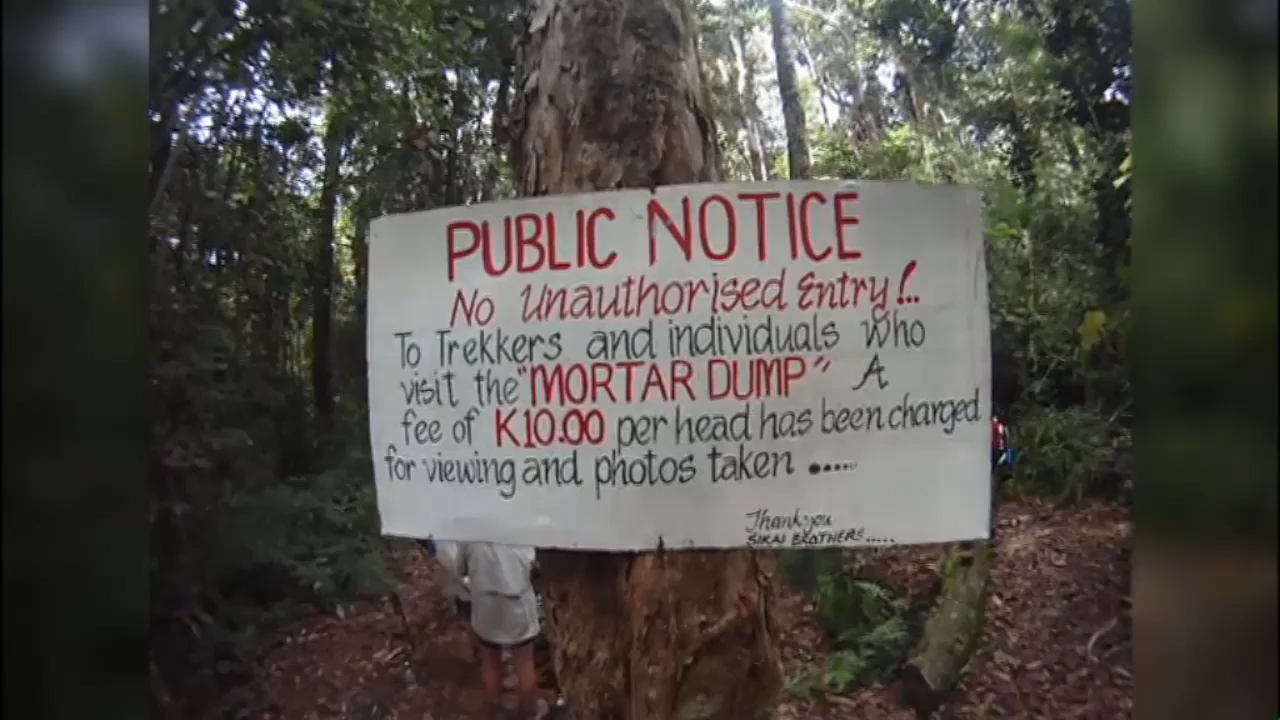 PUBLIC NOTICE
No Unauthorised Entry!..
To Trekkers and individuals who
visit the "MORTAR DUMP" A
fee of K10.00 per head has been charged
for viewing and photos taken .....
Thankyou
SIKAI BROTHERS.....